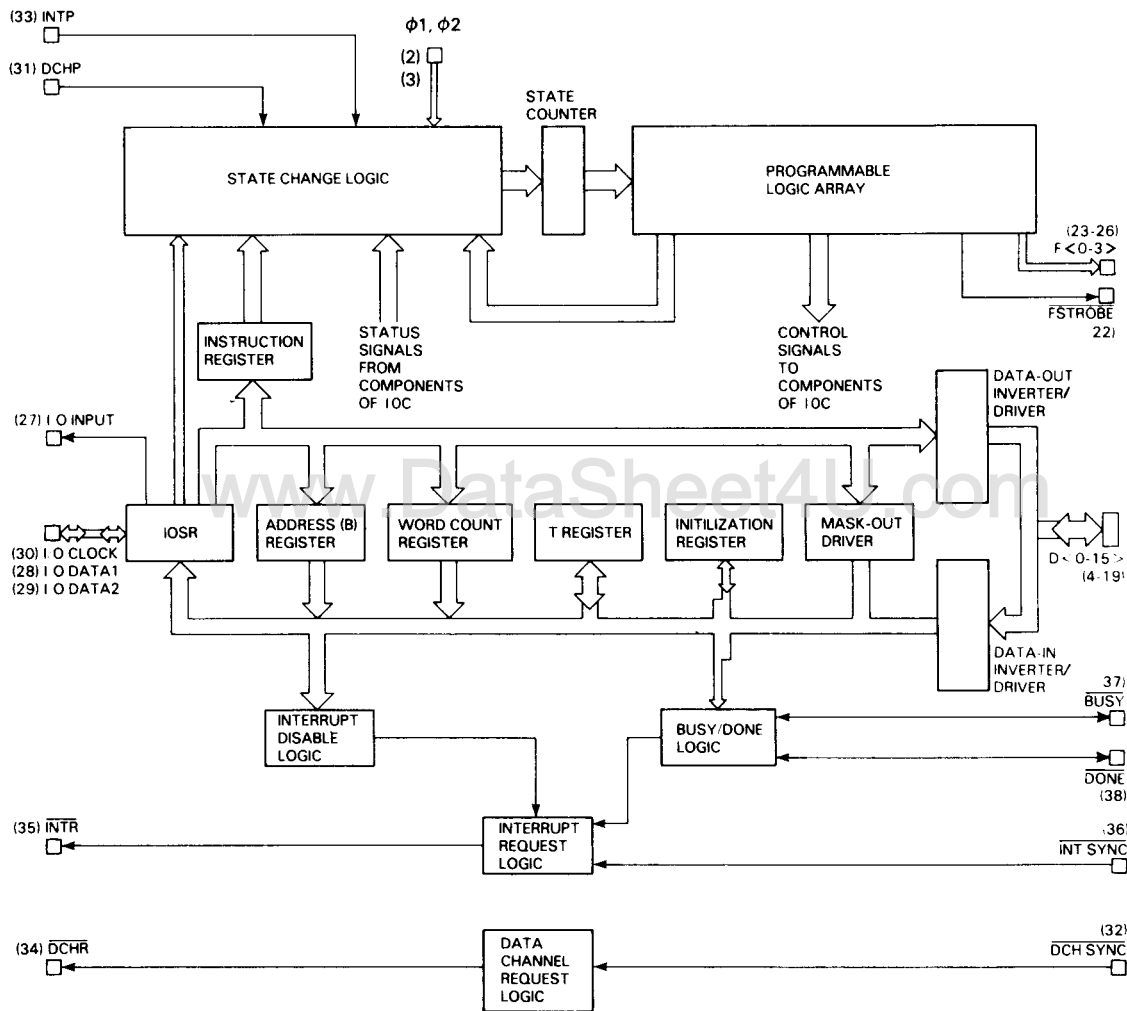 (33) INTP
ϕ1, ϕ2
(2)
(3)
(31) DCHP
STATE
COUNTER
STATE CHANGE LOGIC
PROGRAMMABLE
LOGIC ARRAY
(23-26)
F<0-3>
FSTROBE
22)
INSTRUCTION
REGISTER
STATUS
SIGNALS
FROM
COMPONENTS
OF IOC
CONTROL
SIGNALS
TO
COMPONENTS
OF IOC
DATA-OUT
INVERTER/
DRIVER
(27) I O INPUT
www.DataSheet4U.com
IOSR
ADDRESS (B)
REGISTER
WORD COUNT
REGISTER
T REGISTER
INITILIZATION
REGISTER
MASK-OUT
DRIVER
(30) I O CLOCK
(28) I O DATA1
(29) I O DATA2
D<0-15>
(4-19)
DATA-IN
INVERTER/
DRIVER
INTERRUPT
DISABLE
LOGIC
BUSY/DONE
LOGIC
37)
BUSY
DONE
(38)
(35) INTR
INTERRUPT
REQUEST
LOGIC
(36)
INT SYNC
(34) DCHR
DATA
CHANNEL
REQUEST
LOGIC
(32)
DCH SYNC